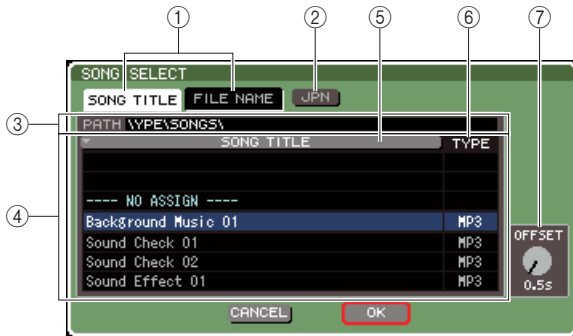 ① ② ⑤ ⑥ ⑦
SONG SELECT
SONG TITLE FILE NAME JPN
③ PATH \YPE\SONGS\
SONG TITLE TYPE
④ ---- NO ASSIGN ----
Background Music 01 MP3
Sound Check 01 MP3
Sound Check 02 MP3
Sound Effect 01 MP3
OFFSET
0.5s
CANCEL OK